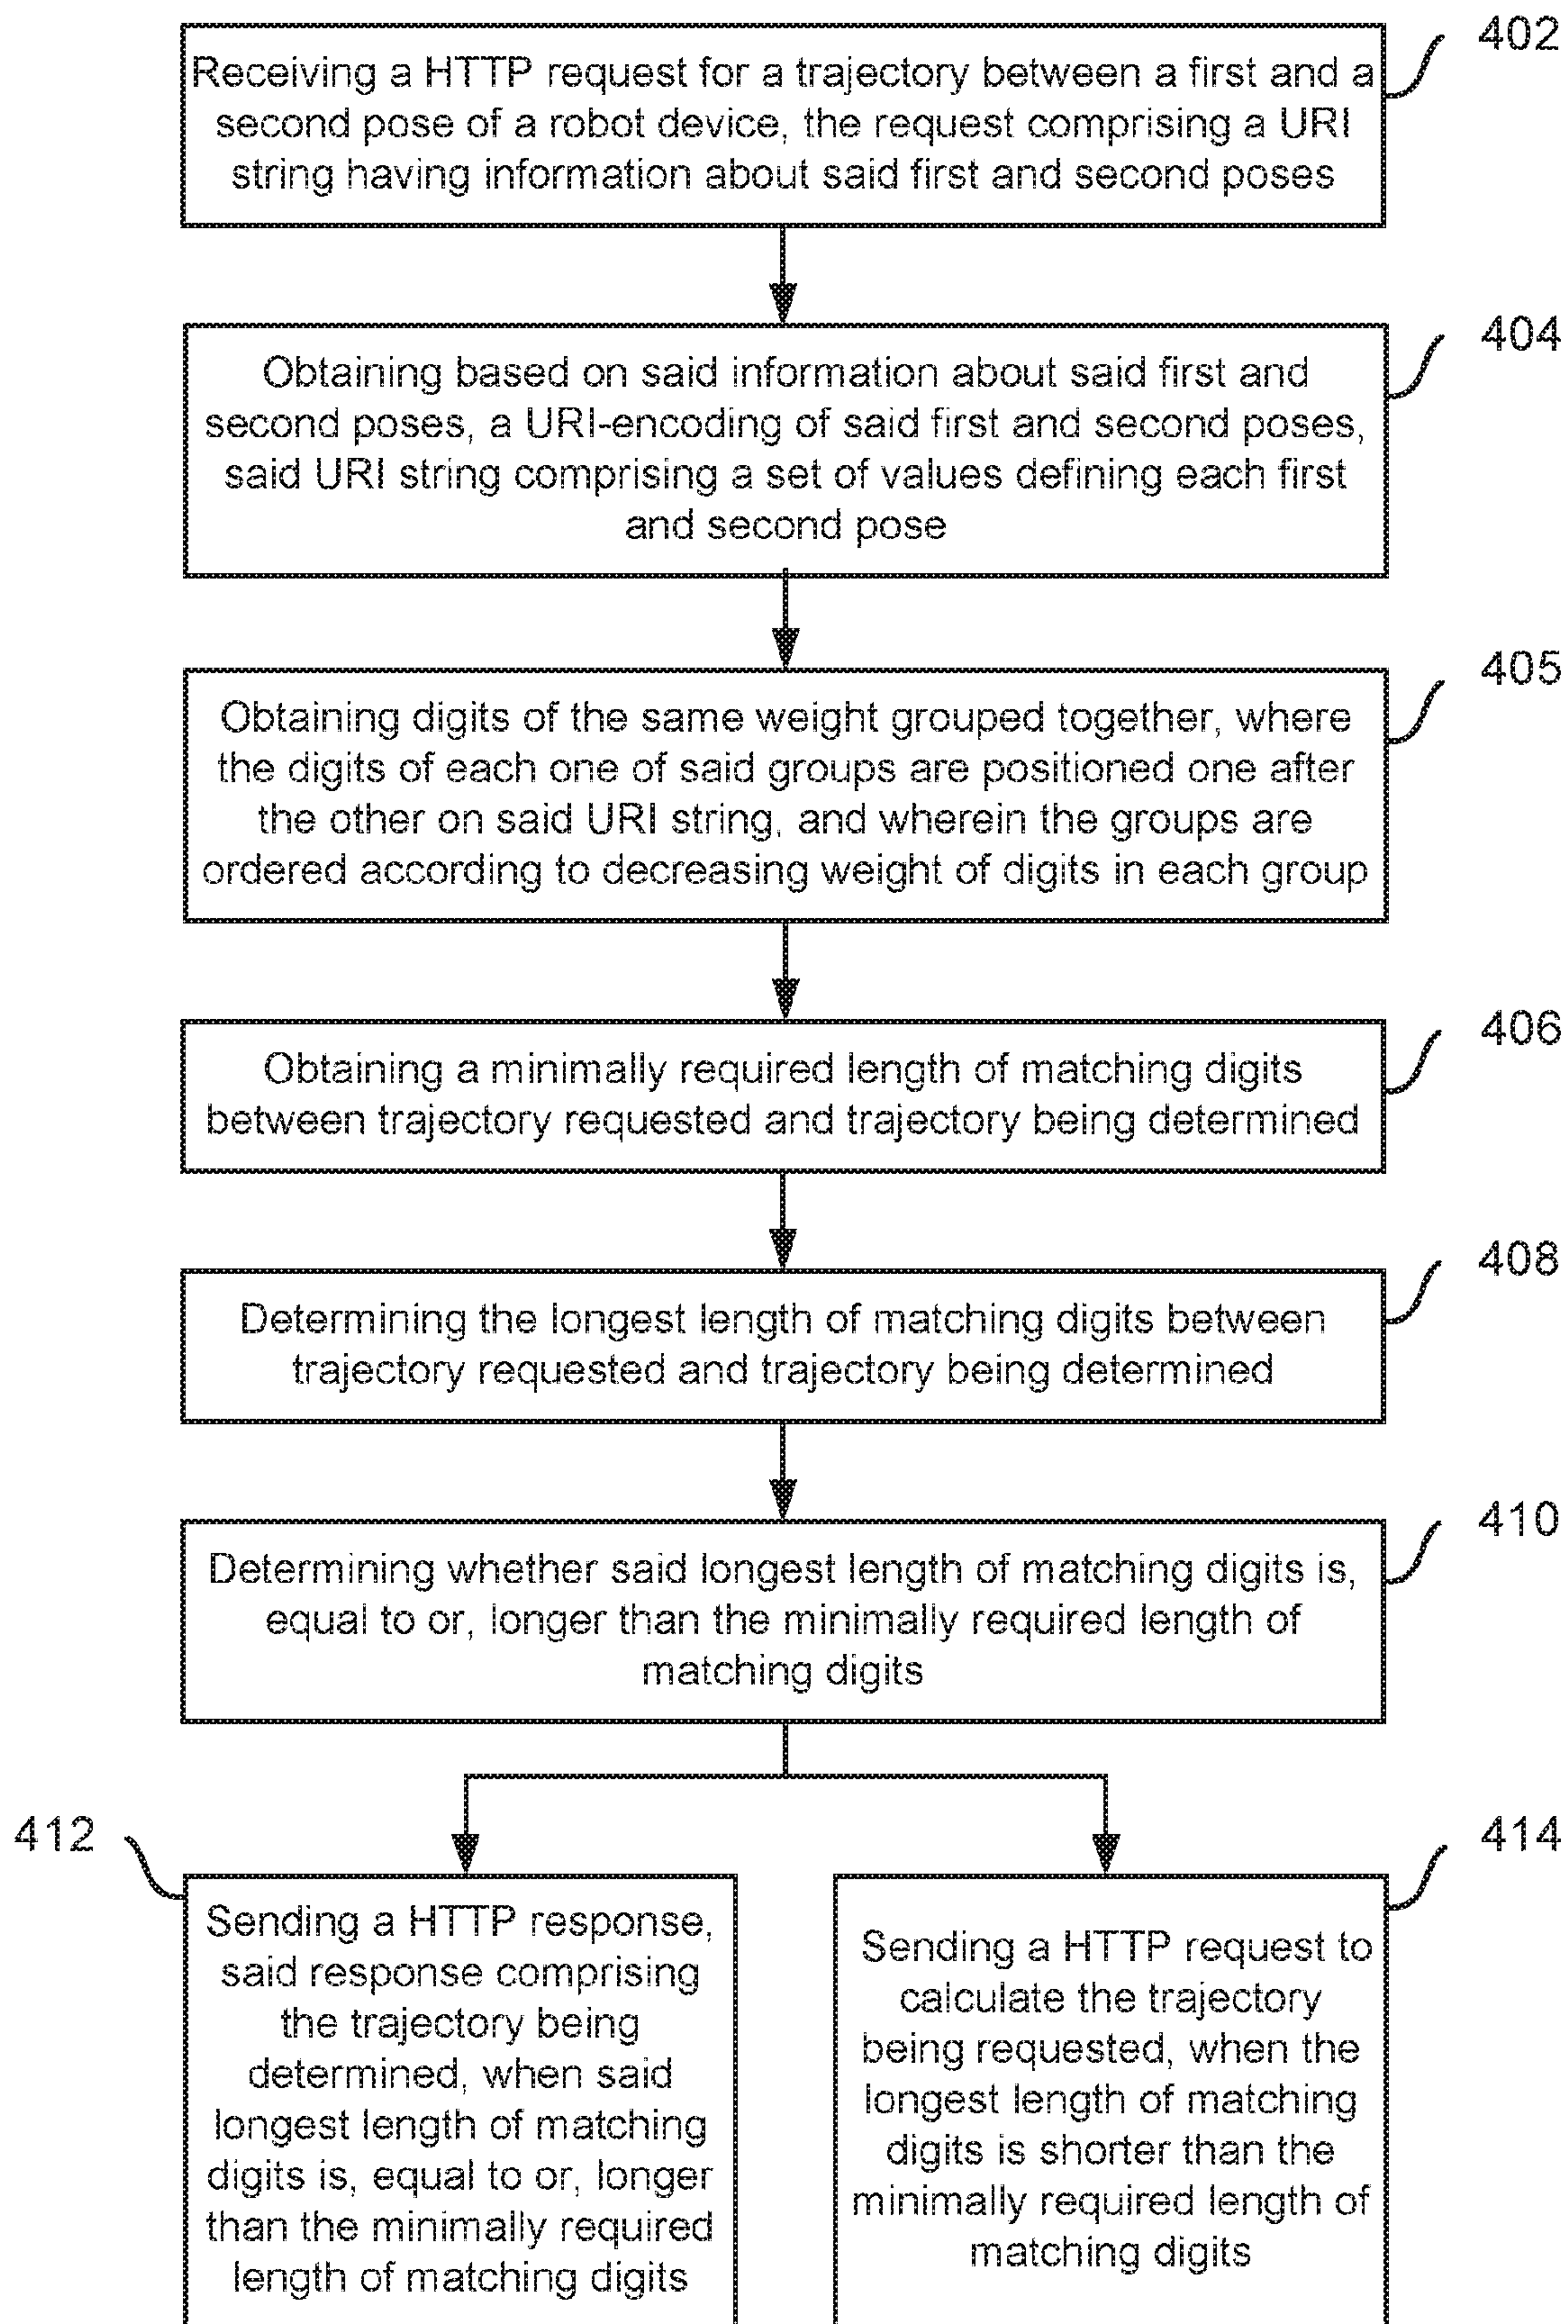 402
Receiving a HTTP request for a trajectory between a first and a
second pose of a robot device, the request comprising a URI
string having information about said first and second poses
404
Obtaining based on said information about said first and
second poses, a URI-encoding of said first and second poses,
said URI string comprising a set of values defining each first
and second pose
405
Obtaining digits of the same weight grouped together, where
the digits of each one of said groups are positioned one after
the other on said URI string, and wherein the groups are
ordered according to decreasing weight of digits in each group
406
Obtaining a minimally required length of matching digits
between trajectory requested and trajectory being determined
408
Determining the longest length of matching digits between
trajectory requested and trajectory being determined
410
Determining whether said longest length of matching digits is,
equal to or, longer than the minimally required length of
matching digits
412
Sending a HTTP response,
said response comprising
the trajectory being
determined, when said
longest length of matching
digits is, equal to or, longer
than the minimally required
length of matching digits
414
Sending a HTTP request to
calculate the trajectory
being requested, when the
longest length of matching
digits is shorter than the
minimally required length of
matching digits